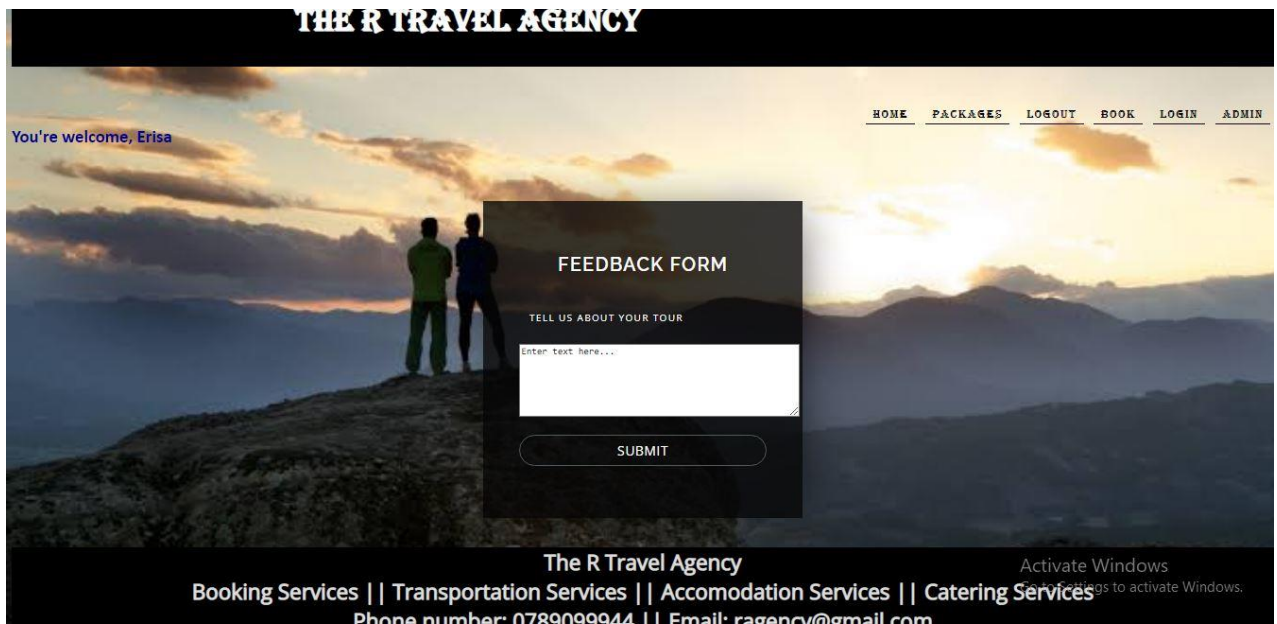 THE R TRAVEL AGENCY
HOME PACKAGES LOGOUT BOOK LOGIN ADMIN
You're welcome, Erisa
FEEDBACK FORM
TELL US ABOUT YOUR TOUR
Enter text here...
SUBMIT
The R Travel Agency
Activate Windows
Booking Services || Transportation Services || Accomodation Services || Catering Services
Go to Settings to activate Windows.
Phone number: 0789099944 || Email: ragency@gmail.com